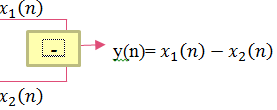 x₁(n)
- y(n)= x₁(n) − x₂(n)
x₂(n)